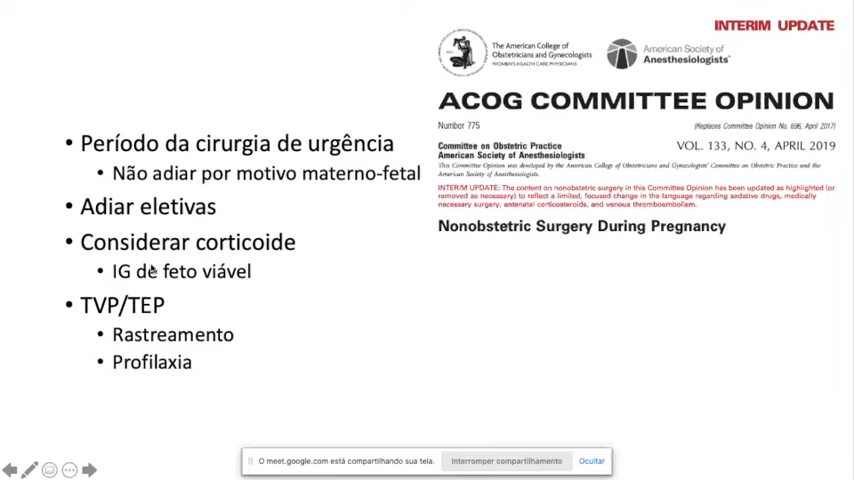 • Período da cirurgia de urgência
• Não adiar por motivo materno-fetal
• Adiar eletivas
• Considerar corticoide
• IG de feto viável
• TVP/TEP
• Rastreamento
• Profilaxia
INTERIM UPDATE
The American College of
Obstetricians and Gynecologists
WOMEN'S HEALTH CARE PHYSICIANS
American Society of
Anesthesiologists
ACOG COMMITTEE OPINION
Number 775
(Replaces Committee Opinion No. 696, April 2017)
Committee on Obstetric Practice
American Society of Anesthesiologists
VOL. 133, NO. 4, APRIL 2019
This Committee Opinion was developed by the American College of Obstetricians and Gynecologists' Committee on Obstetric Practice and the
American Society of Anesthesiologists.
INTERIM UPDATE: The content on nonobstetric surgery in this Committee Opinion has been updated as highlighted (or
removed as necessary) to reflect a limited, focused change in the language regarding sedative drugs, medically
necessary surgery, antenatal corticosteroids, and venous thromboembolism.
Nonobstetric Surgery During Pregnancy
O meet.google.com está compartilhando sua tela.
Interromper compartilhamento
Ocultar